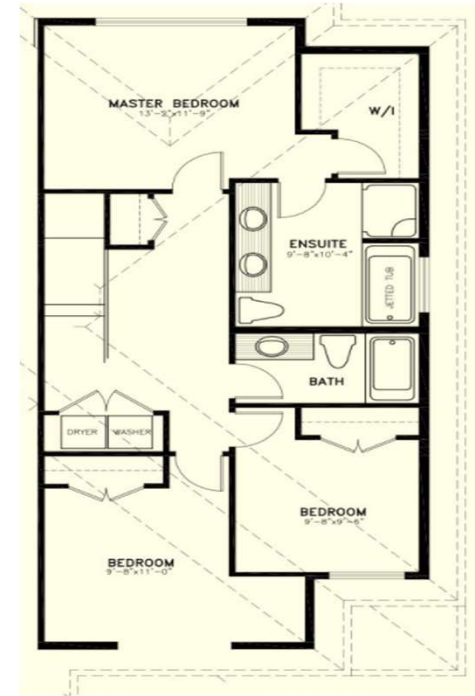 MASTER BEDROOM
13'-2"x11'-9"
W/I
ENSUITE
9'-8"x10'-4"
JETTED TUB
BATH
DRYER
WASHER
BEDROOM
9'-8"x9'-6"
BEDROOM
9'-8"x11'-0"